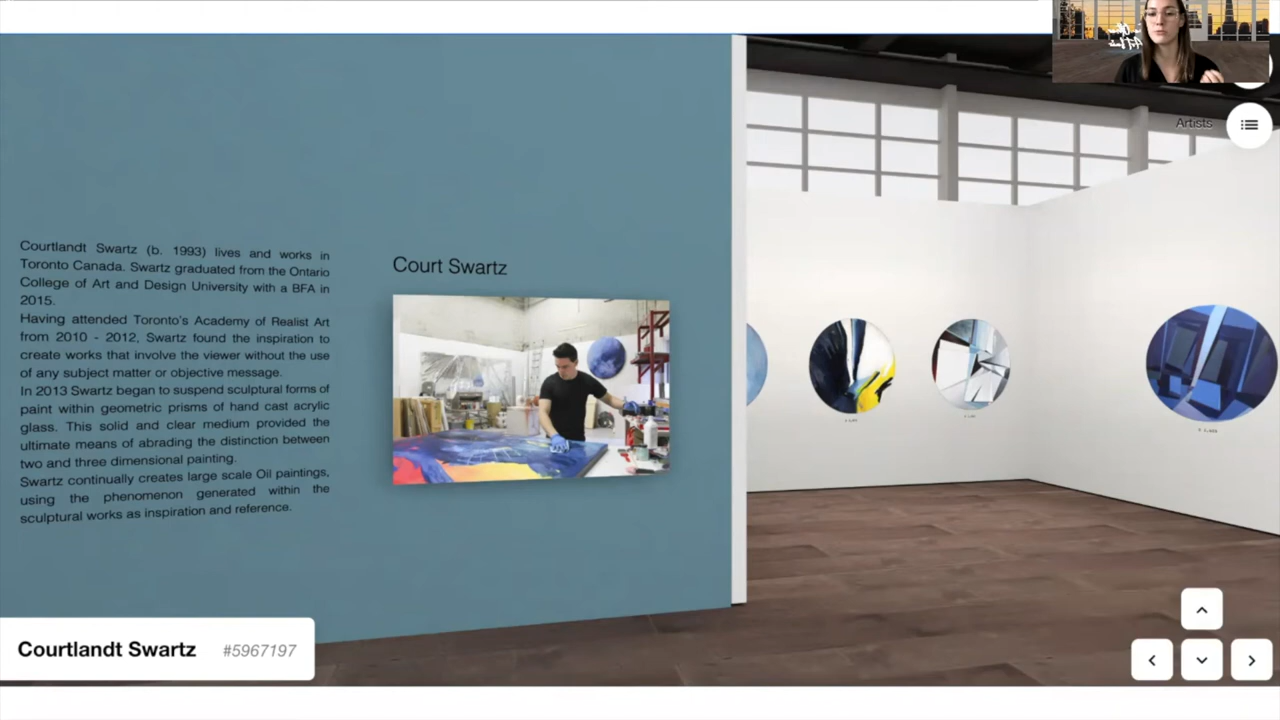 Artists
Courtlandt Swartz (b. 1993) lives and works in
Toronto Canada. Swartz graduated from the Ontario
College of Art and Design University with a BFA in
2015.
Having attended Toronto's Academy of Realist Art
from 2010 - 2012, Swartz found the inspiration to
create works that involve the viewer without the use
of any subject matter or objective message.
In 2013 Swartz began to suspend sculptural forms of
paint within geometric prisms of hand cast acrylic
glass. This solid and clear medium provided the
ultimate means of abrading the distinction between
two and three dimensional painting.
Swartz continually creates large scale Oil paintings,
using the phenomenon generated within the
sculptural works as inspiration and reference.
Court Swartz
Courtlandt Swartz #5967197